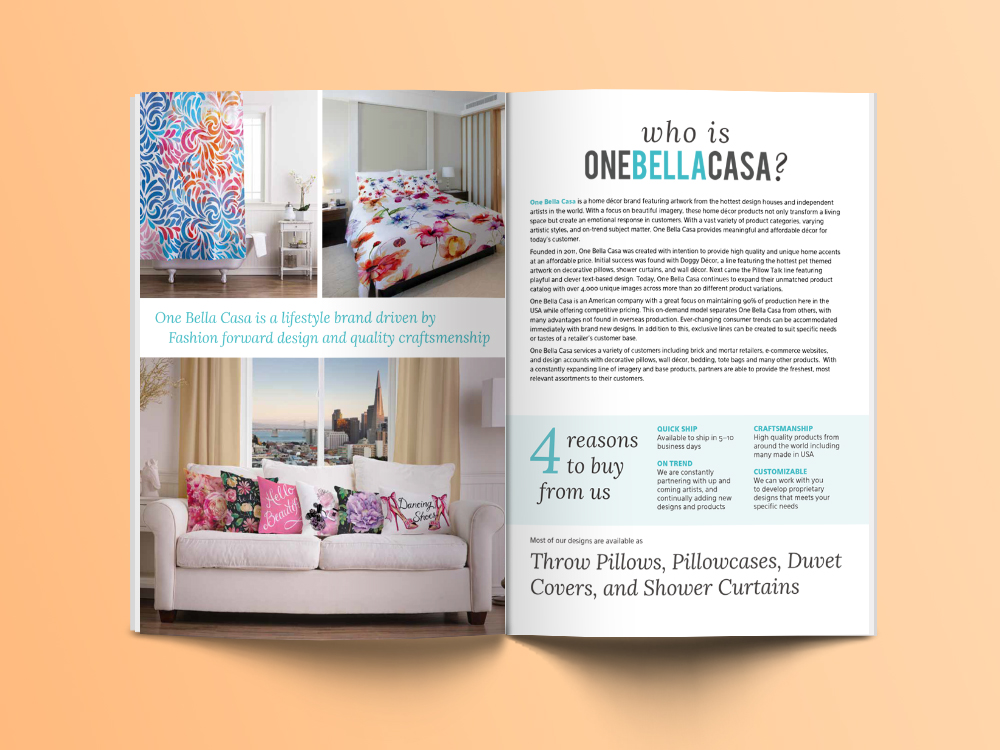 One Bella Casa is a lifestyle brand driven by
Fashion forward design and quality craftsmenship
Hello
Beautiful
Dancing
Shoes
who is
ONEBELLACASA?
One Bella Casa is a home décor brand featuring artwork from the hottest design houses and independent
artists in the world. With a focus on beautiful imagery, these home décor products not only transform a living
space but create an emotional response in customers. With a vast variety of product categories, varying
artistic styles, and on-trend subject matter, One Bella Casa provides meaningful and affordable décor for
today's customer.
Founded in 2011, One Bella Casa was created with intention to provide high quality and unique home accents
at an affordable price. Initial success was found with Doggy Décor, a line featuring the hottest pet themed
artwork on decorative pillows, shower curtains, and wall décor. Next came the Pillow Talk line featuring
playful and clever text-based design. Today, One Bella Casa continues to expand their unmatched product
catalog with over 4,000 unique images across more than 20 different product variations.
One Bella Casa is an American company with a great focus on maintaining 90% of production here in the
USA while offering competitive pricing. This on-demand model separates One Bella Casa from others, with
many advantages not found in overseas production. Ever-changing consumer trends can be accommodated
immediately with brand new designs. In addition to this, exclusive lines can be created to suit specific needs
or tastes of a retailer's customer base.
One Bella Casa services a variety of customers including brick and mortar retailers, e-commerce websites,
and design accounts with decorative pillows, wall décor, bedding, tote bags and many other products. With
a constantly expanding line of imagery and base products, partners are able to provide the freshest, most
relevant assortments to their customers.
4 reasons
to buy
from us
QUICK SHIP
Available to ship in 5-10
business days
ON TREND
We are constantly
partnering with up and
coming artists, and
continually adding new
designs and products
CRAFTSMANSHIP
High quality products from
around the world including
many made in USA
CUSTOMIZABLE
We can work with you
to develop proprietary
designs that meets your
specific needs
Most of our designs are available as
Throw Pillows, Pillowcases, Duvet
Covers, and Shower Curtains